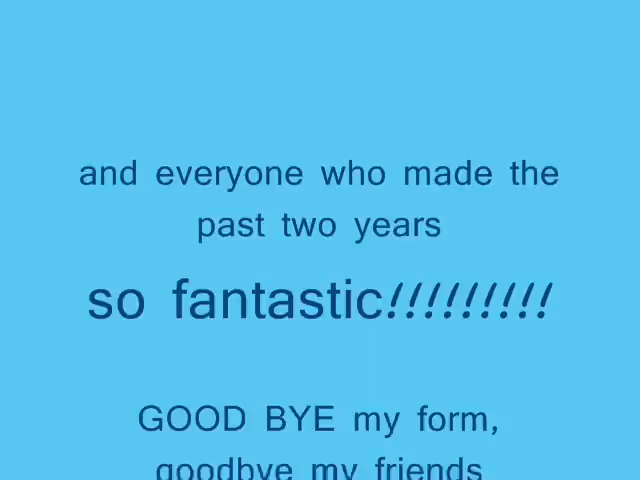 and everyone who made the
past two years
so fantastic!!!!!!!!!
GOOD BYE my form,
goodbye my friends